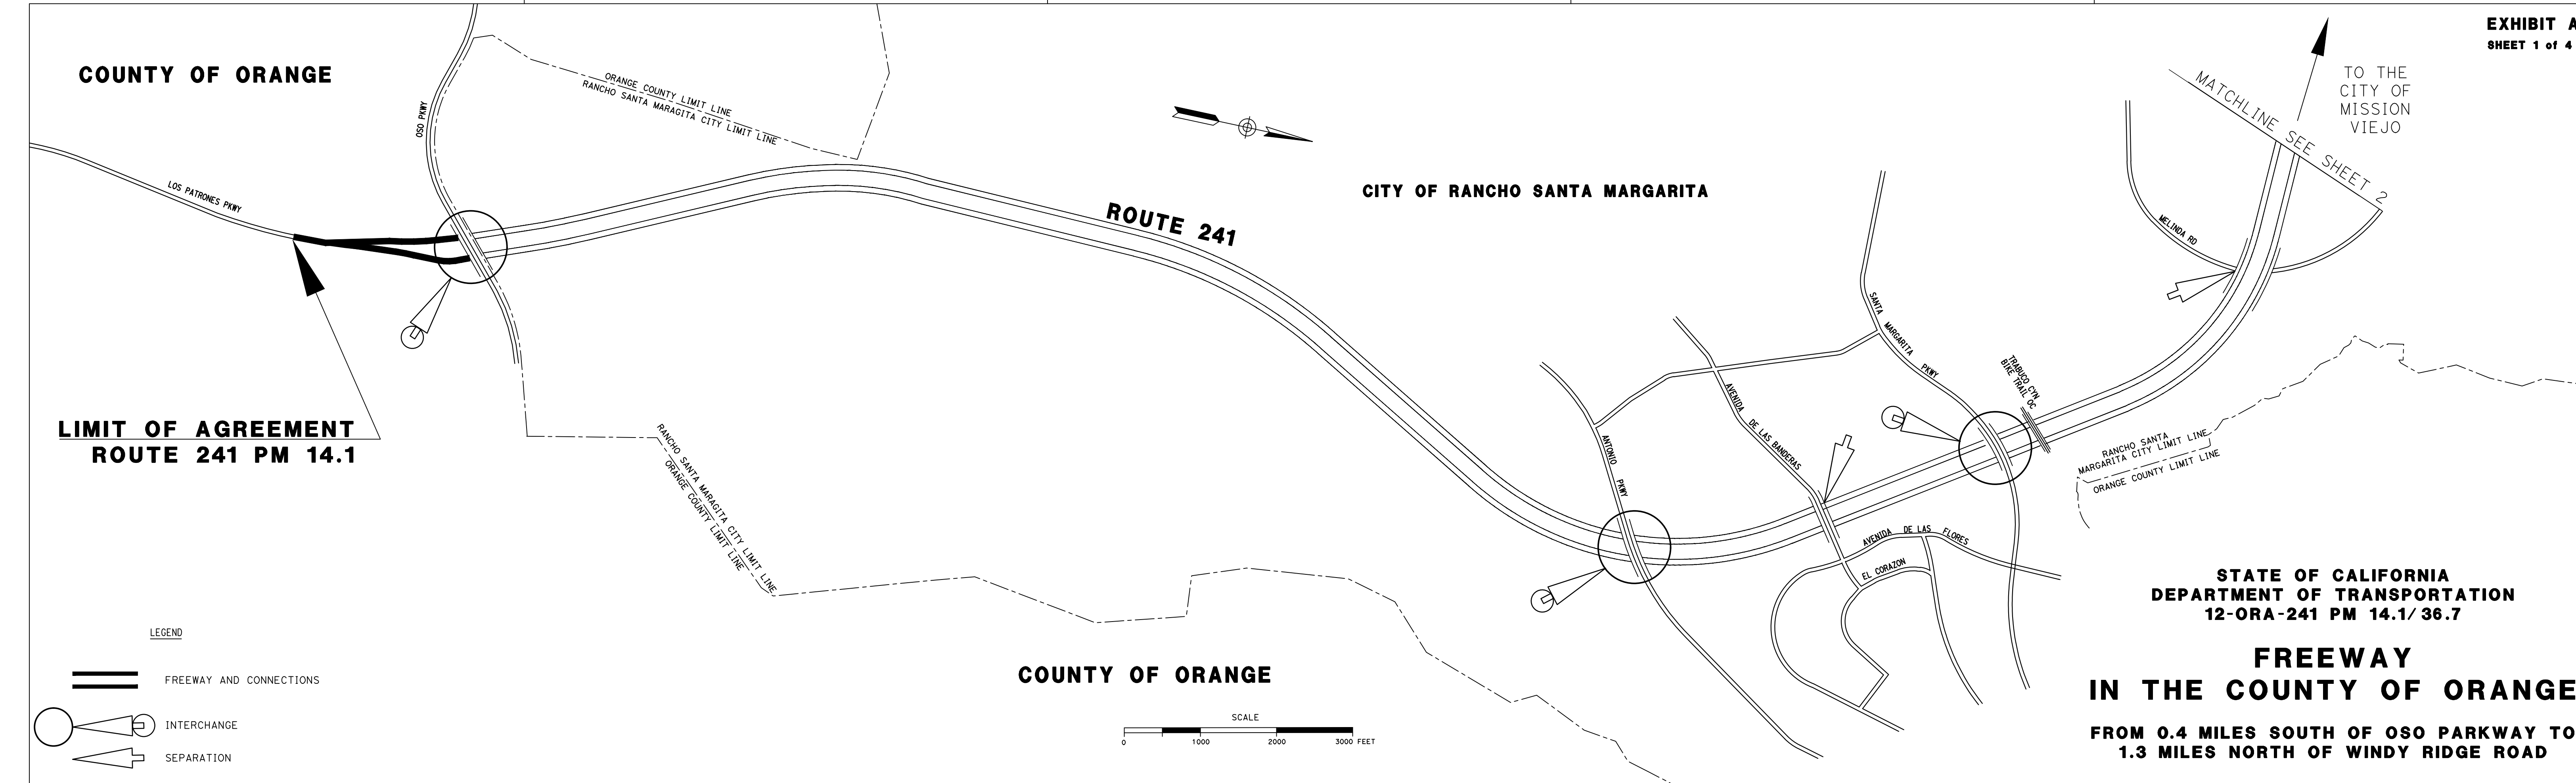 EXHIBIT A
SHEET 1 of 4
COUNTY OF ORANGE
OSO PKWY
ORANGE COUNTY LIMIT LINE
RANCHO SANTA MARAGITA CITY LIMIT LINE
TO THE
CITY OF
MISSION
VIEJO
MATCHLINE SEE SHEET 2
LOS PATRONES PKWY
CITY OF RANCHO SANTA MARGARITA
ROUTE 241
MELINDA RD
SANTA MARGARITA PKWY
TRABUCO CYN
BIKE TRAIL OC
AVENIDA DE LAS BANDERAS
ANTONIO PKWY
LIMIT OF AGREEMENT
ROUTE 241 PM 14.1
RANCHO SANTA MARAGITA CITY LIMIT LINE
ORANGE COUNTY LIMIT LINE
RANCHO SANTA
MARGARITA CITY LIMIT LINE
ORANGE COUNTY LIMIT LINE
AVENIDA DE LAS FLORES
EL CORAZON
STATE OF CALIFORNIA
DEPARTMENT OF TRANSPORTATION
12-ORA-241 PM 14.1/36.7
FREEWAY
IN THE COUNTY OF ORANGE
FROM 0.4 MILES SOUTH OF OSO PARKWAY TO
1.3 MILES NORTH OF WINDY RIDGE ROAD
COUNTY OF ORANGE
SCALE
0 1000 2000 3000 FEET
LEGEND
FREEWAY AND CONNECTIONS
INTERCHANGE
SEPARATION